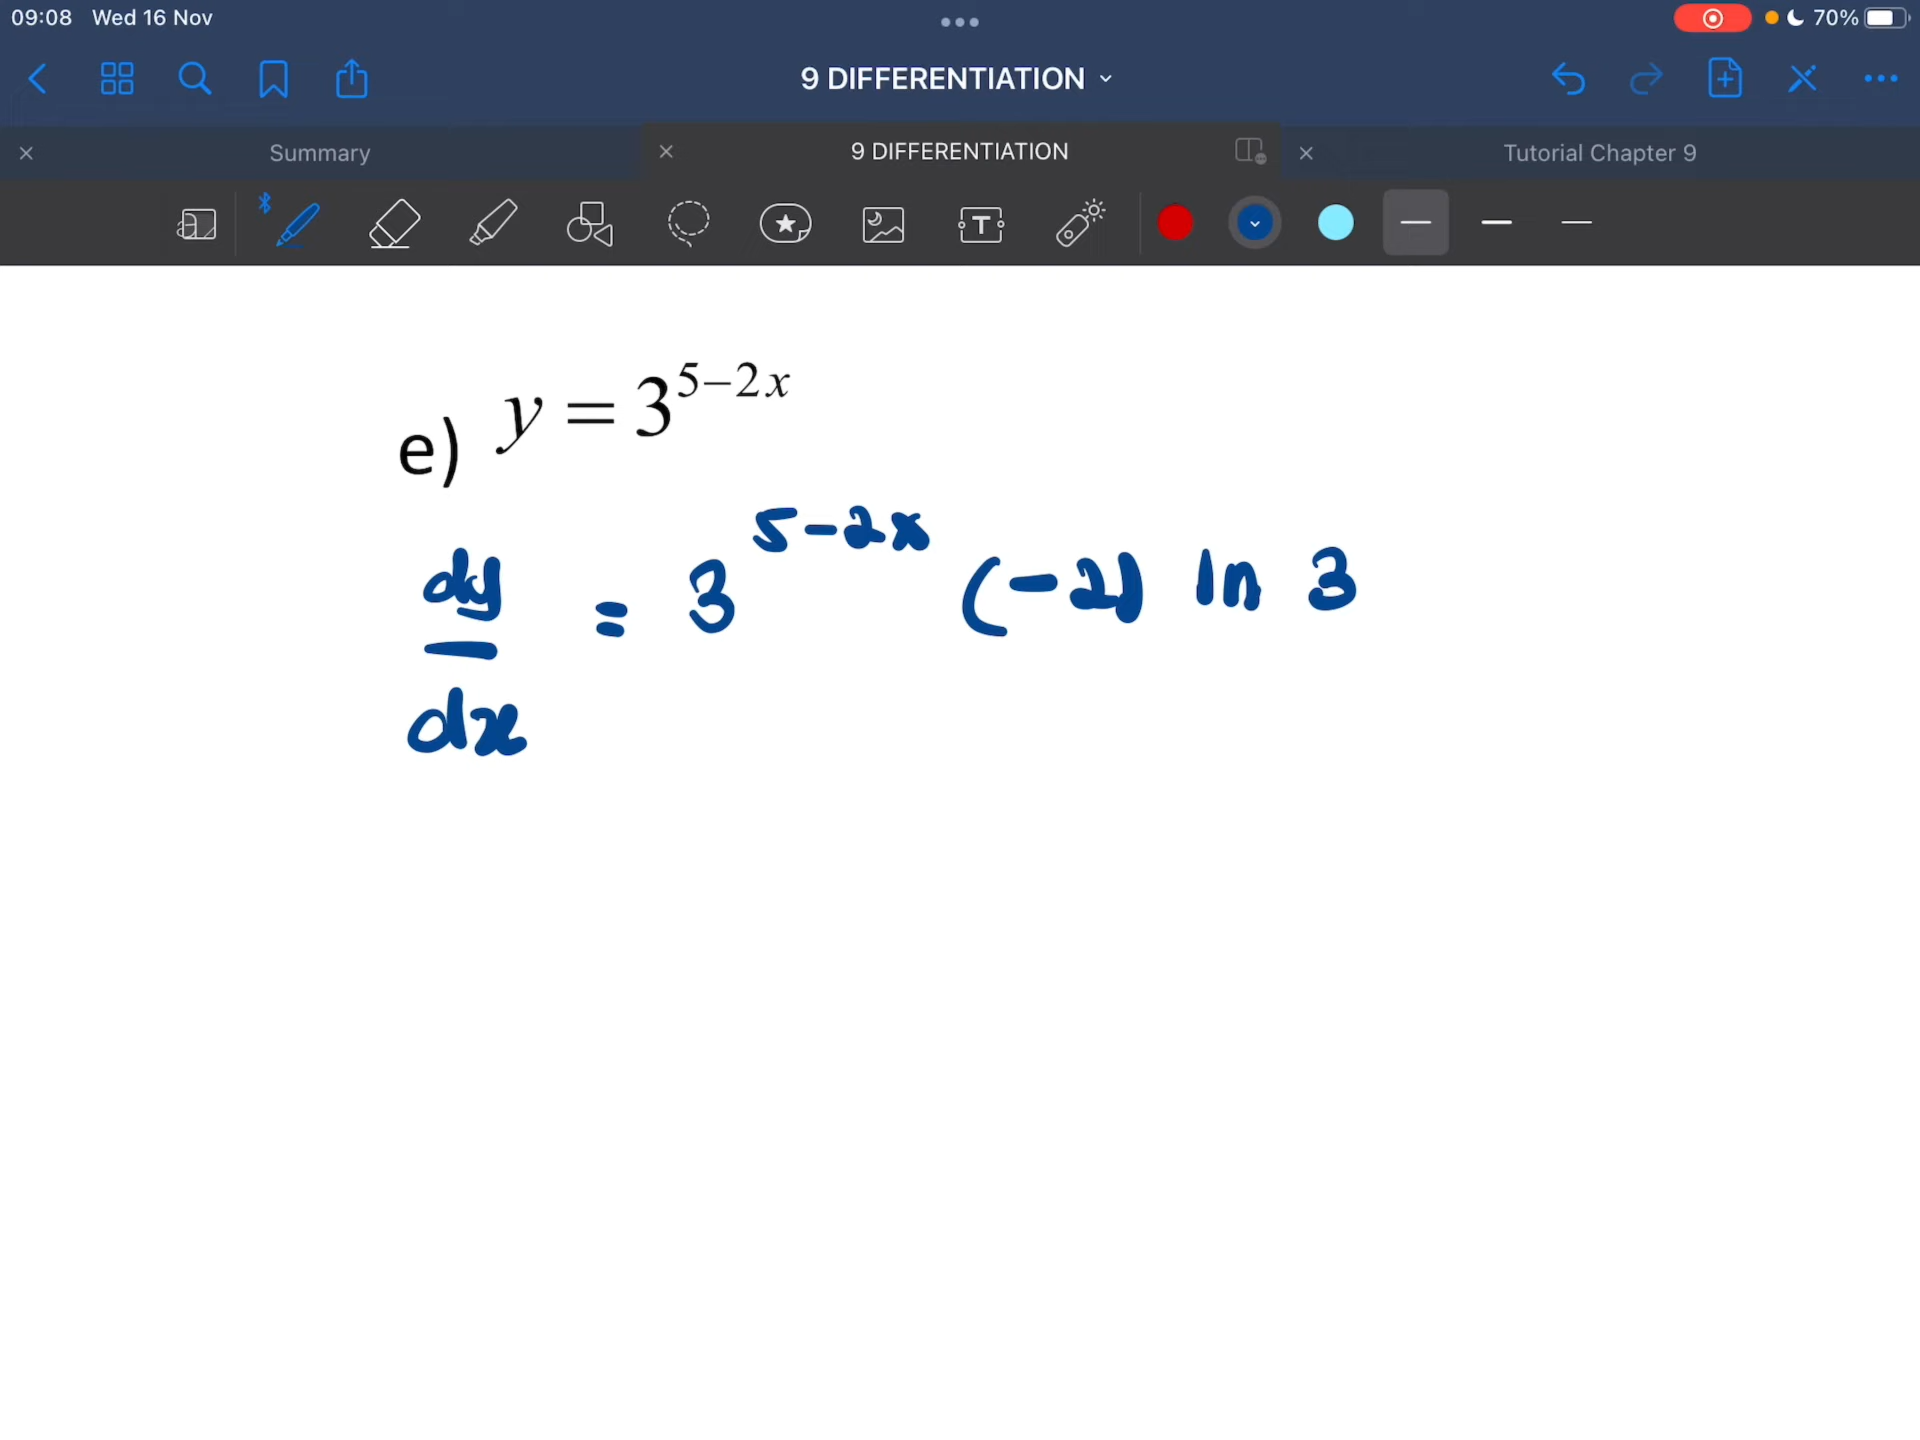 09:08 Wed 16 Nov 70%
9 DIFFERENTIATION
Summary 9 DIFFERENTIATION Tutorial Chapter 9
a T
e) y = 3^{5-2x}
dy/dx = 3^{5-2x} (-2) ln 3